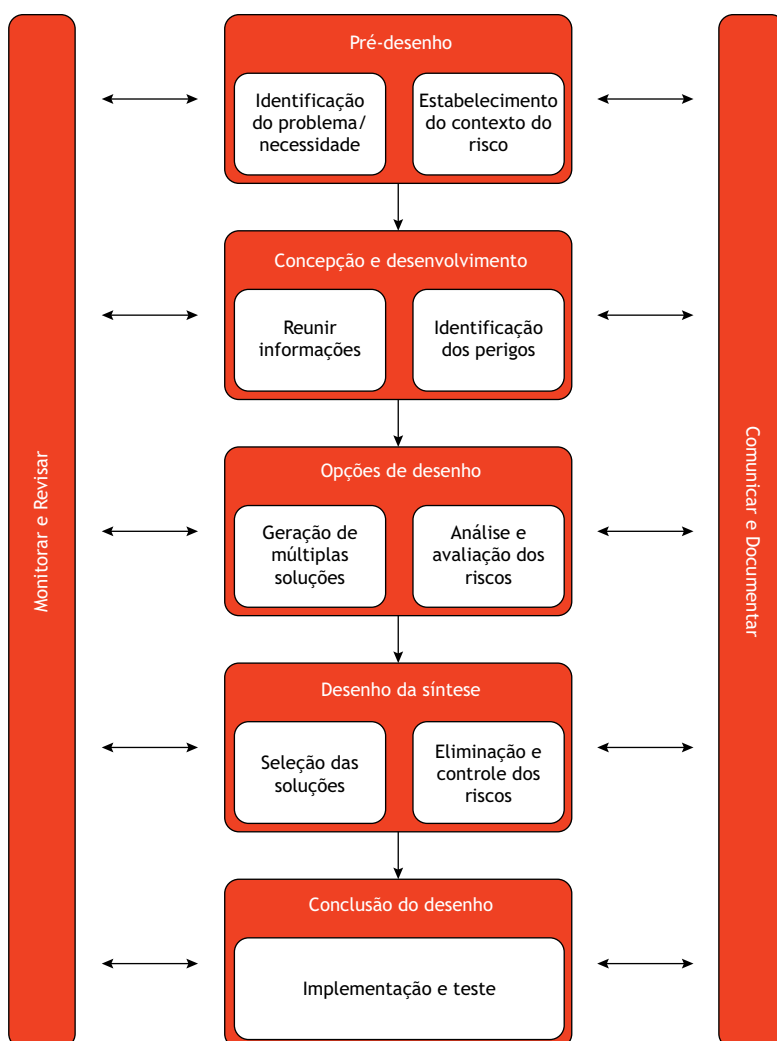 Pré-desenho
Identificação
do problema/
necessidade
Estabelecimento
do contexto do
risco
Concepção e desenvolvimento
Reunir
informações
Identificação
dos perigos
Opções de desenho
Geração de
múltiplas
soluções
Análise e
avaliação dos
riscos
Desenho da síntese
Seleção das
soluções
Eliminação e
controle dos
riscos
Conclusão do desenho
Implementação e teste
Monitorar e Revisar
Comunicar e Documentar